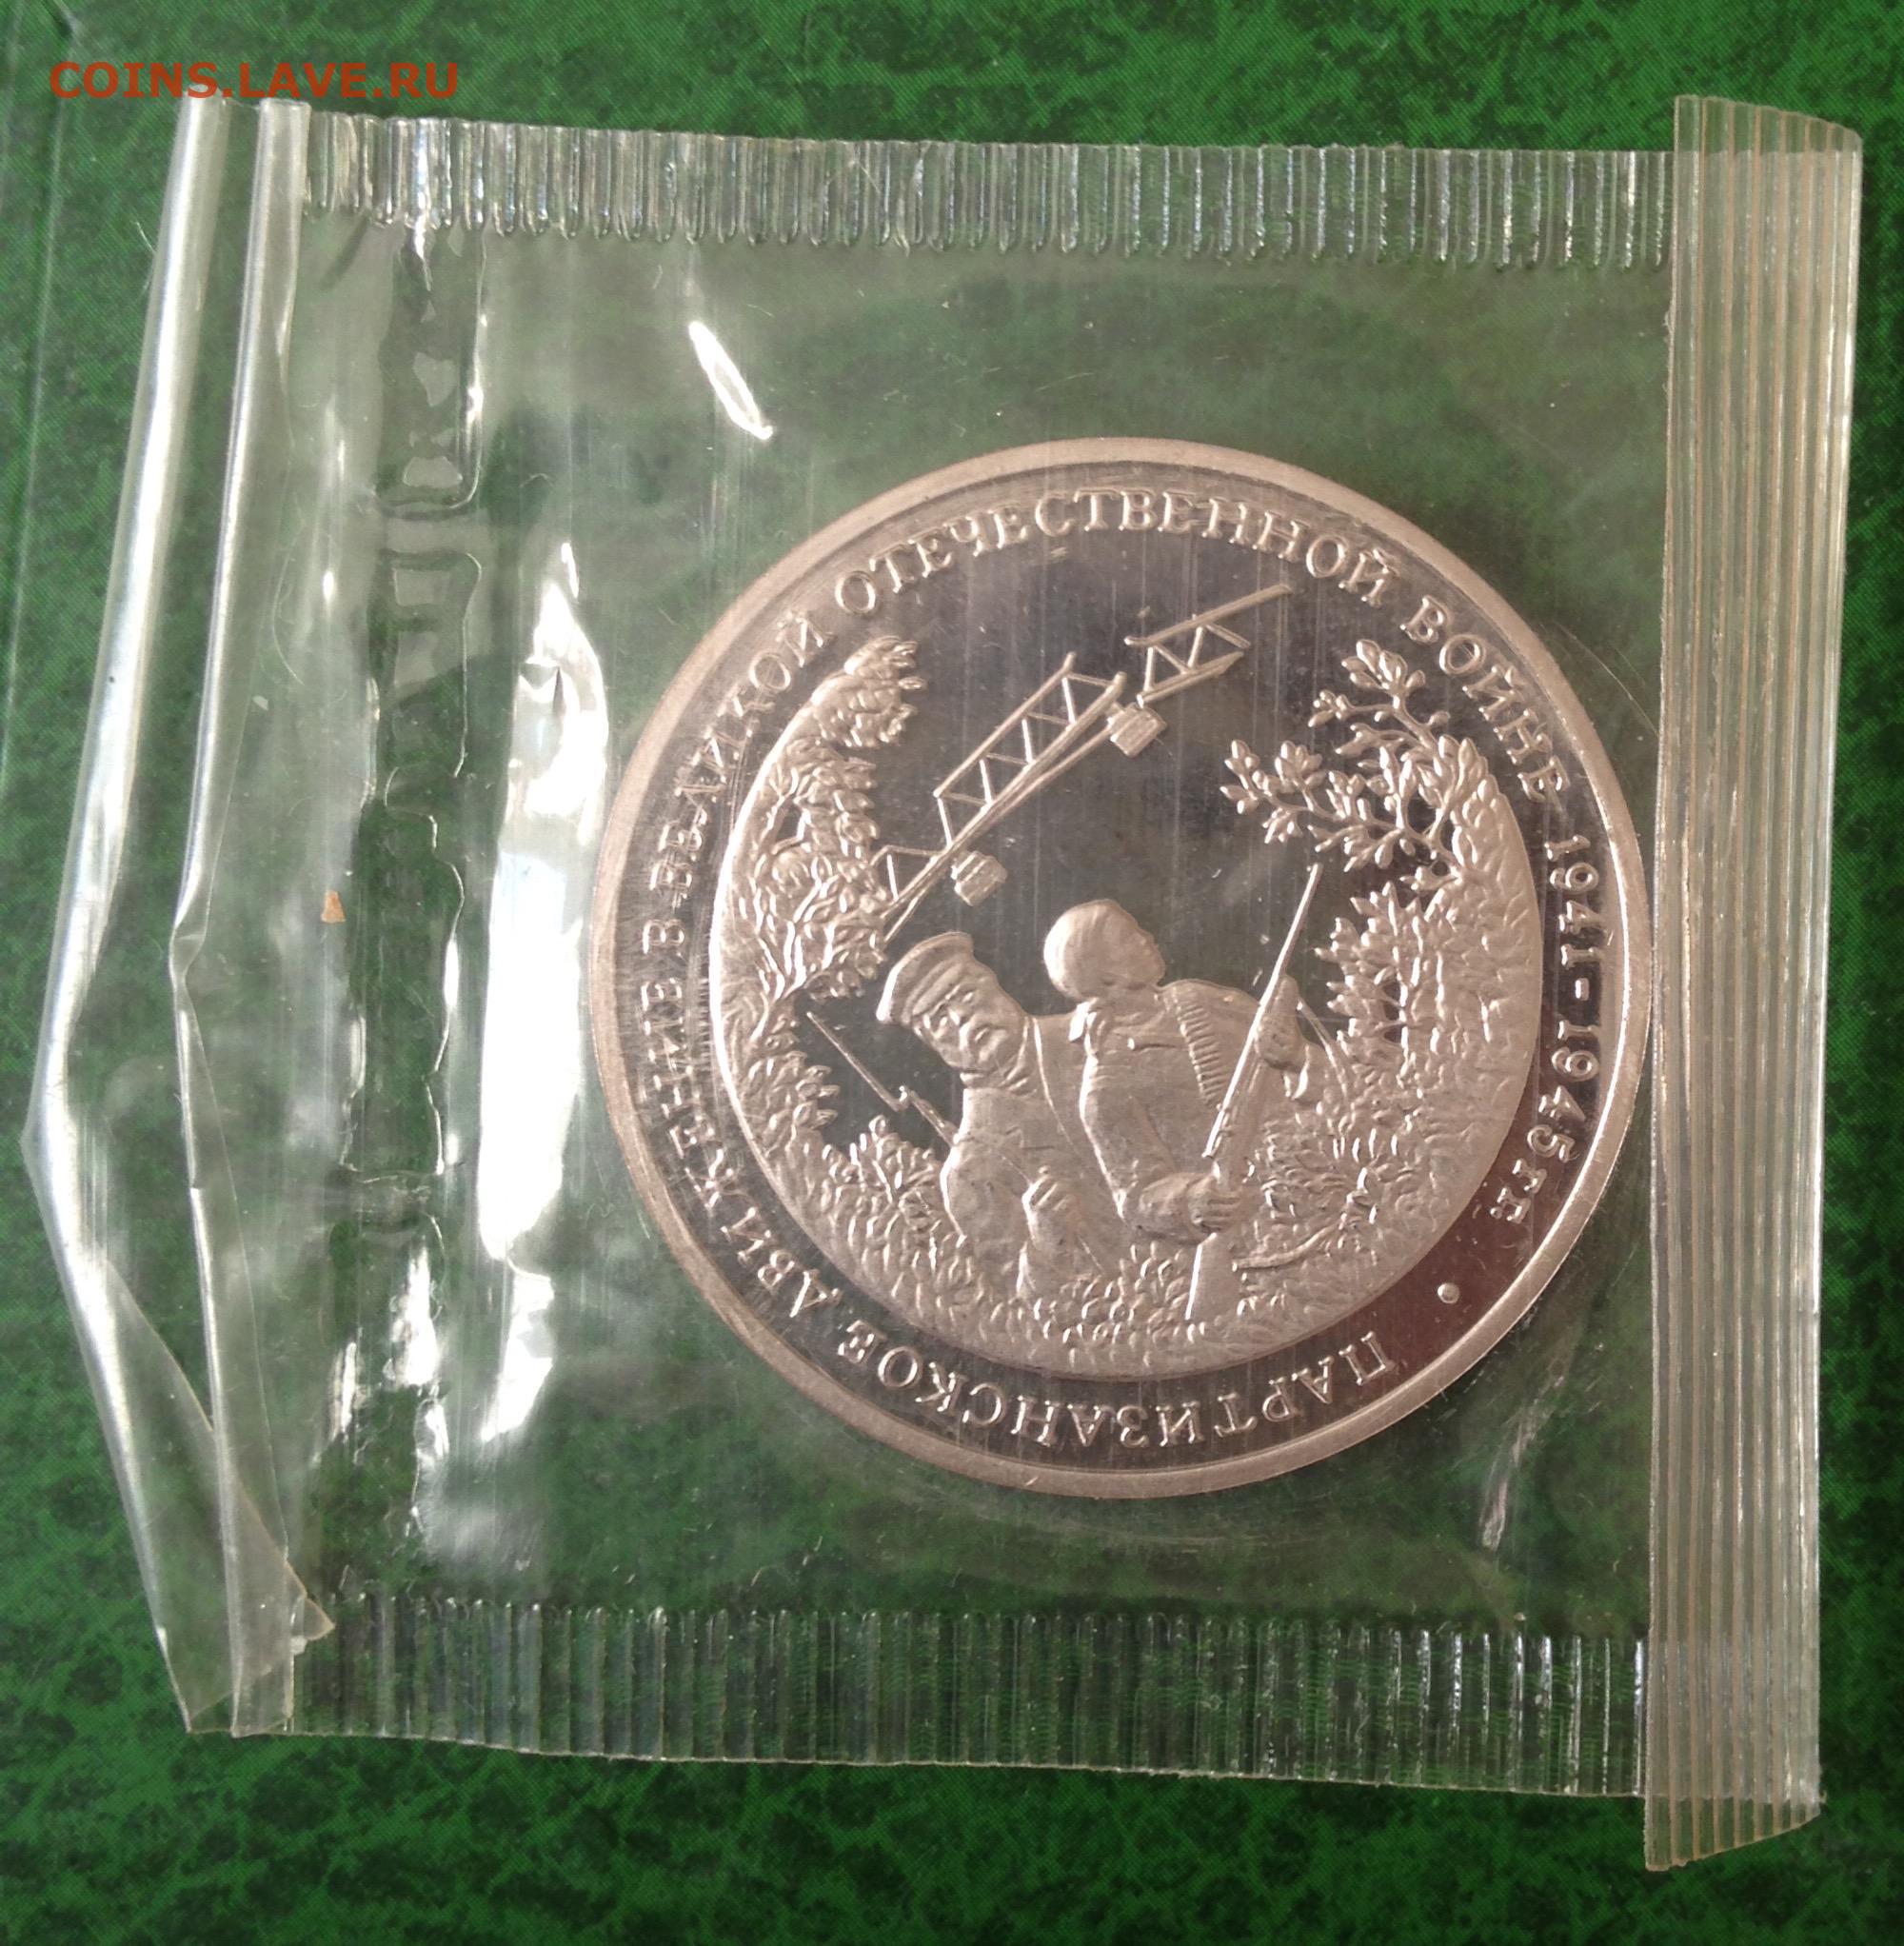 COINS.LAVE.RU
ПАРТИЗАНСКОЕ ДВИЖЕНИЕ В ВЕЛИКОЙ ОТЕЧЕСТВЕННОЙ ВОЙНЕ 1941-1945 гг. •